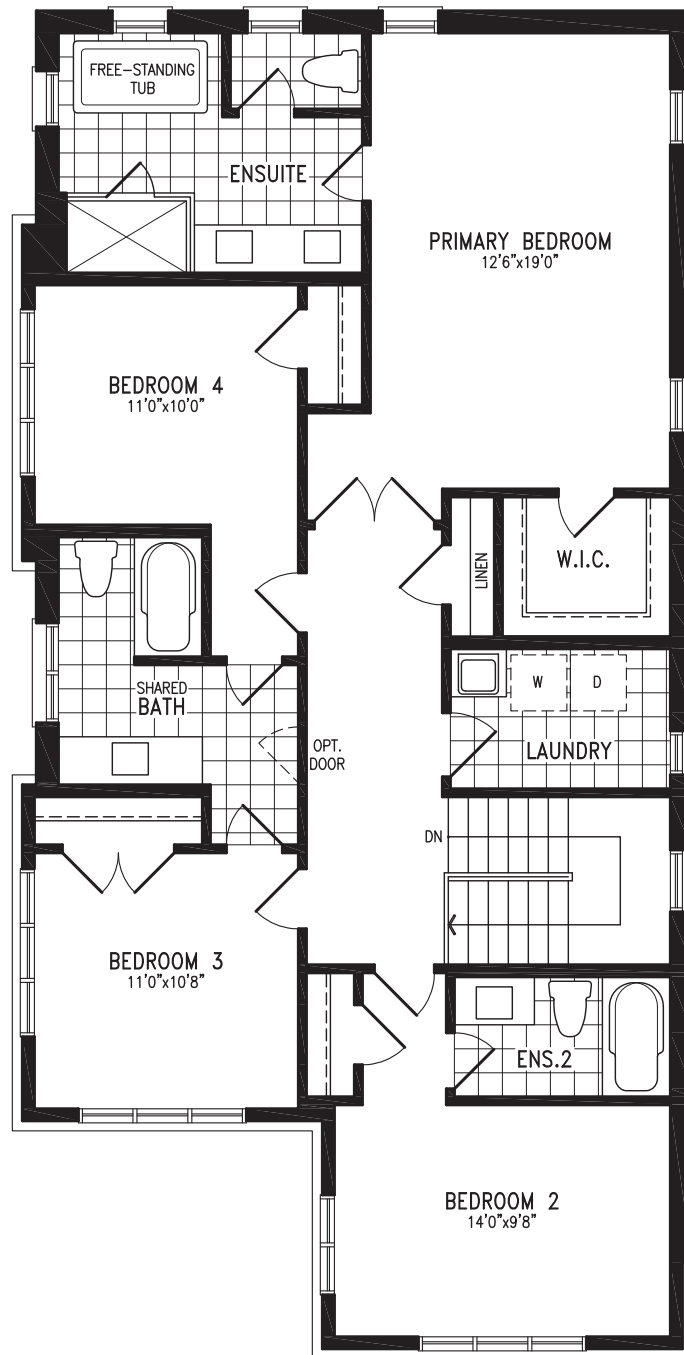 FREE-STANDING
TUB
ENSUITE
PRIMARY BEDROOM
12'6"x19'0"
BEDROOM 4
11'0"x10'0"
LINEN
W.I.C.
W
D
SHARED
BATH
OPT.
DOOR
LAUNDRY
DN
BEDROOM 3
11'0"x10'8"
ENS.2
BEDROOM 2
14'0"x9'8"